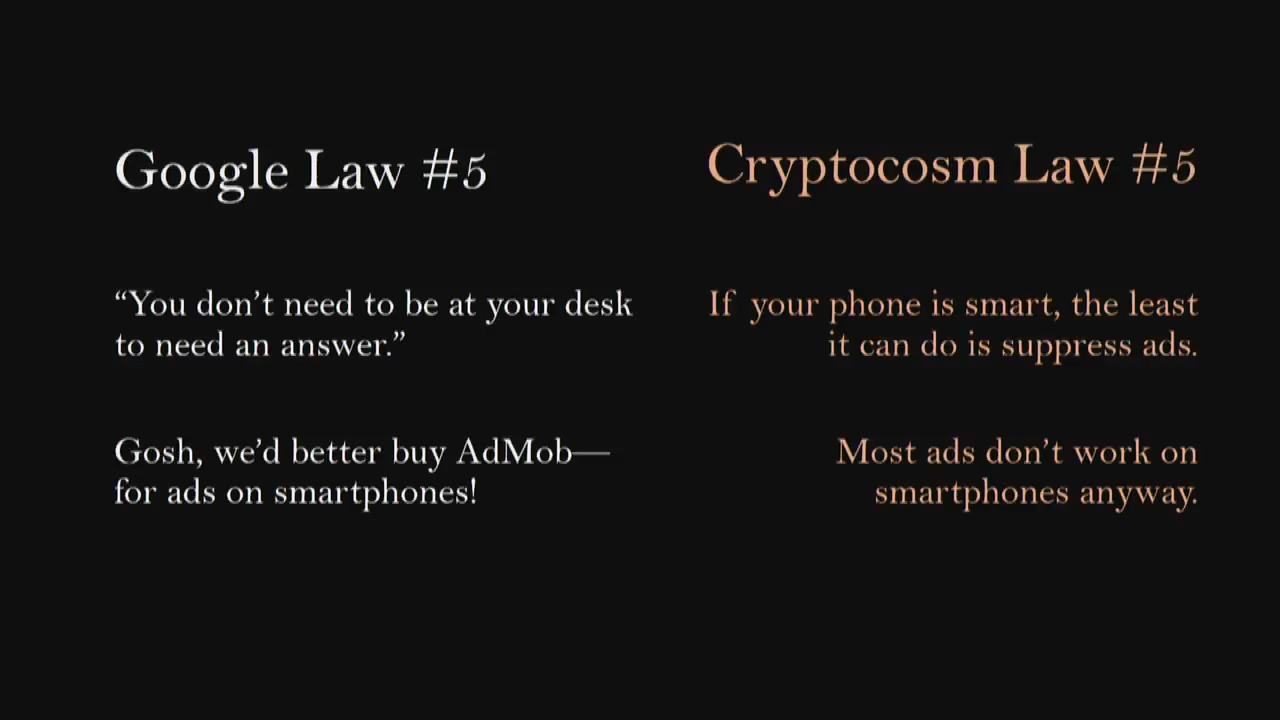 Google Law #5
“You don’t need to be at your desk
to need an answer.”
Gosh, we’d better buy AdMob—
for ads on smartphones!
Cryptocosm Law #5
If your phone is smart, the least
it can do is suppress ads.
Most ads don’t work on
smartphones anyway.